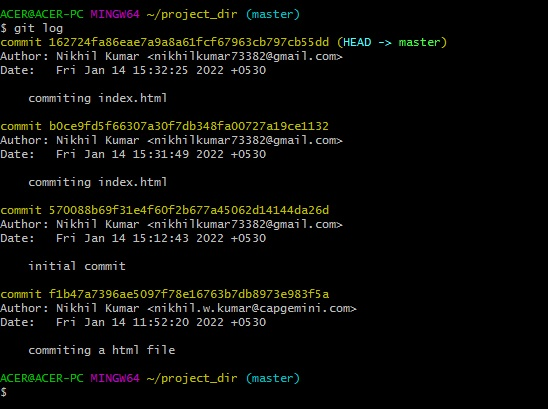 ACER@ACER-PC MINGW64 ~/project_dir (master)
$ git log
commit 162724fa86eae7a9a8a61fcf67963cb797cb55dd (HEAD -> master)
Author: Nikhil Kumar <nikhilkumar73382@gmail.com>
Date:   Fri Jan 14 15:32:25 2022 +0530
    commiting index.html
commit b0ce9fd5f66307a30f7db348fa00727a19ce1132
Author: Nikhil Kumar <nikhilkumar73382@gmail.com>
Date:   Fri Jan 14 15:31:49 2022 +0530
    commiting index.html
commit 570088b69f31e4f60f2b677a45062d14144da26d
Author: Nikhil Kumar <nikhilkumar73382@gmail.com>
Date:   Fri Jan 14 15:12:43 2022 +0530
    initial commit
commit f1b47a7396ae5097f78e16763b7db8973e983f5a
Author: Nikhil Kumar <nikhil.w.kumar@capgemini.com>
Date:   Fri Jan 14 11:52:20 2022 +0530
    commiting a html file
ACER@ACER-PC MINGW64 ~/project_dir (master)
$